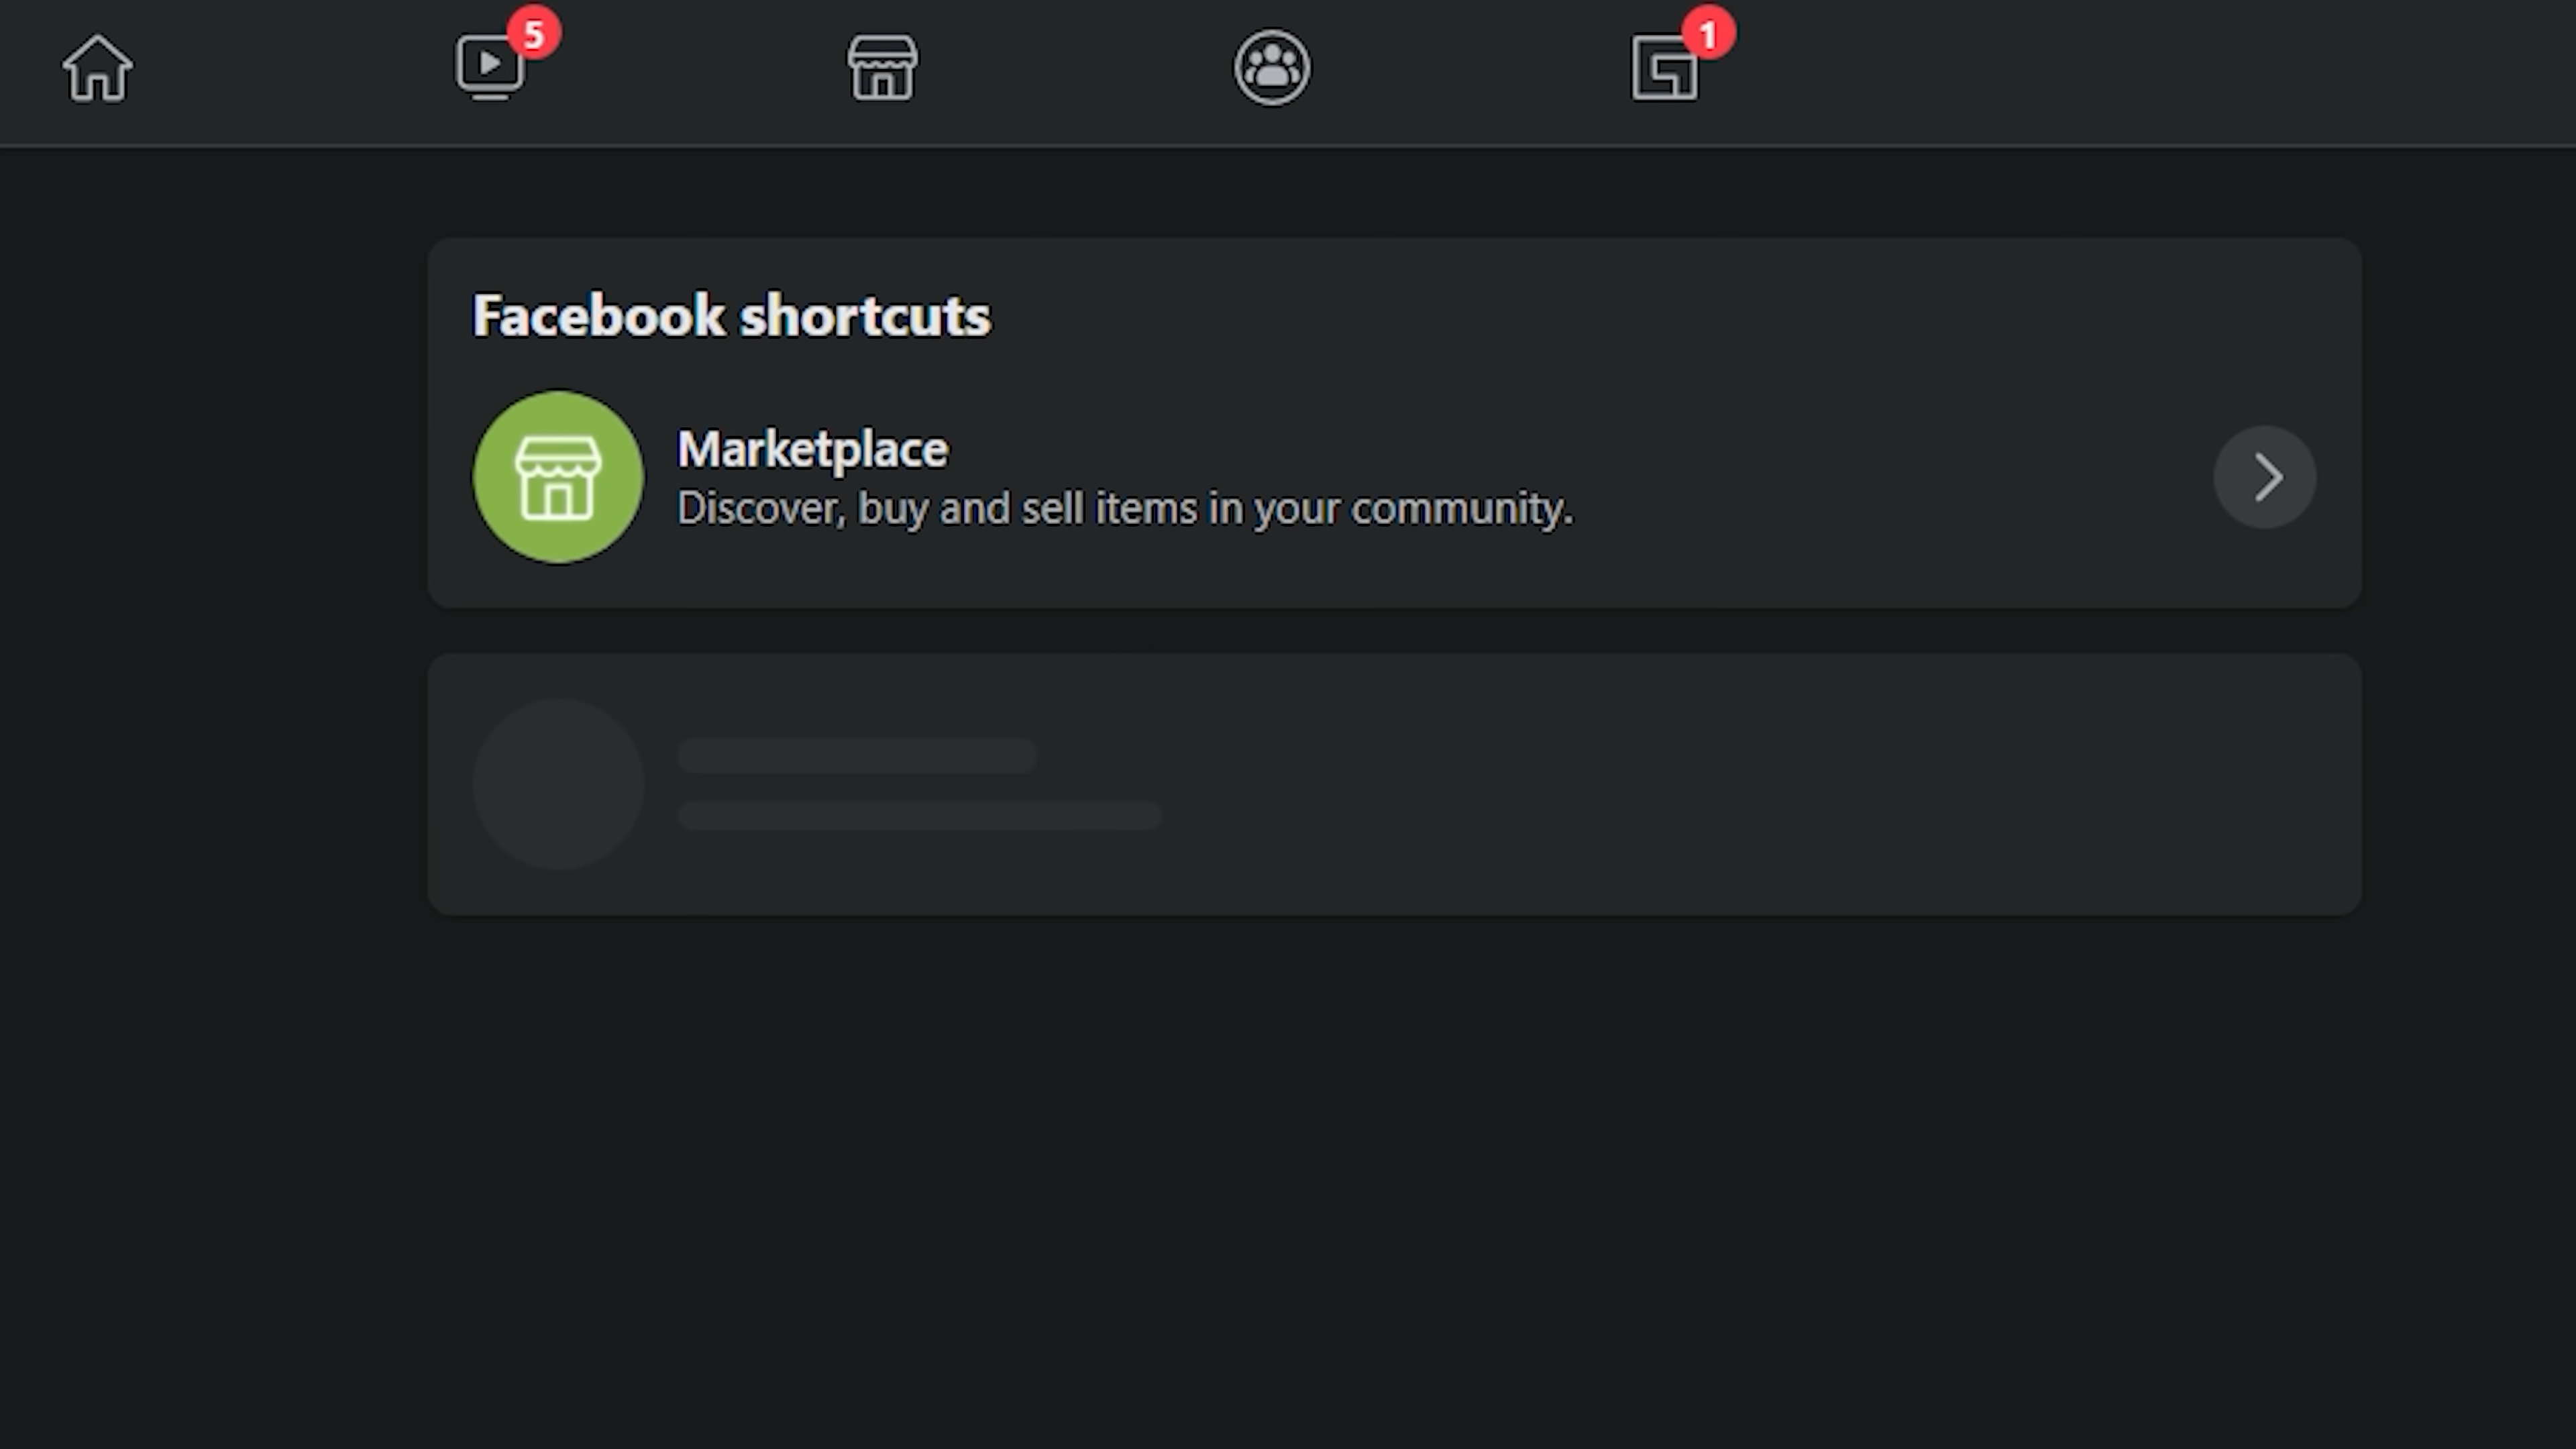 5
1
Facebook shortcuts
Marketplace
Discover, buy and sell items in your community.